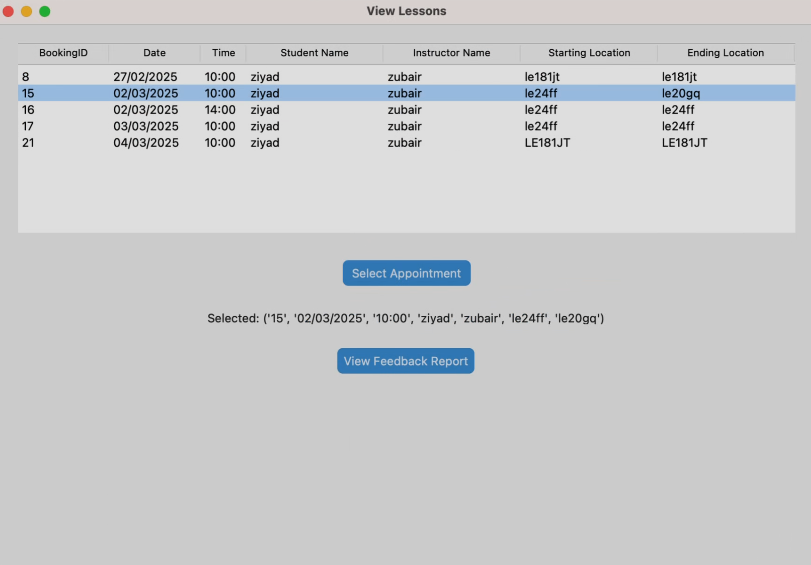 View Lessons
BookingID Date Time Student Name Instructor Name Starting Location Ending Location
8 27/02/2025 10:00 ziyad zubair le181jt le181jt
15 02/03/2025 10:00 ziyad zubair le24ff le20gq
16 02/03/2025 14:00 ziyad zubair le24ff le24ff
17 03/03/2025 10:00 ziyad zubair le24ff le24ff
21 04/03/2025 10:00 ziyad zubair LE181JT LE181JT
Select Appointment
Selected: ('15', '02/03/2025', '10:00', 'ziyad', 'zubair', 'le24ff', 'le20gq')
View Feedback Report